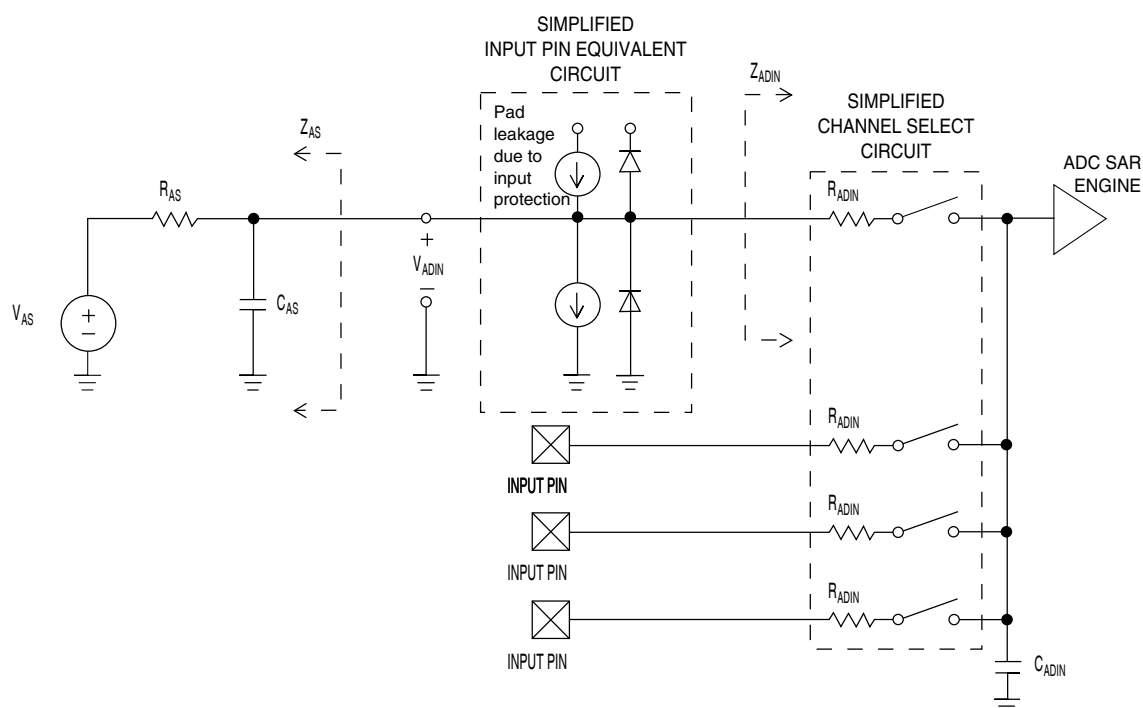 SIMPLIFIED
INPUT PIN EQUIVALENT
CIRCUIT
Z_ADIN
SIMPLIFIED
CHANNEL SELECT
CIRCUIT
Pad
leakage
due to
input
protection
Z_AS
R_AS
R_ADIN
ADC SAR
ENGINE
+
V_ADIN
–
C_AS
V_AS
+
–
R_ADIN
INPUT PIN
R_ADIN
INPUT PIN
R_ADIN
INPUT PIN
C_ADIN